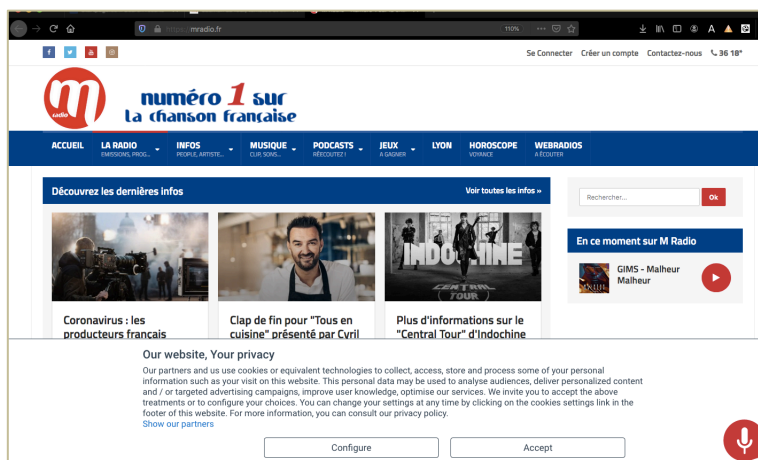 https://mradio.fr
110%
Se Connecter Créer un compte Contactez-nous 36 18*
m
radio
numéro 1 sur
la chanson française
ACCUEIL LA RADIO INFOS MUSIQUE PODCASTS JEUX LYON HOROSCOPE WEBRADIOS
EMISSIONS, PROG... PEOPLE, ARTISTE... CLIP, SONS... RÉECOUTEZ ! A GAGNER VOYANCE A ÉCOUTER
Découvrez les dernières infos Voir toutes les infos »
Rechercher... Ok
En ce moment sur M Radio
GIMS - Malheur
Malheur
INDOCHINE
CENTRAL
TOUR
Coronavirus : les
producteurs français
Clap de fin pour "Tous en
cuisine" présenté par Cyril
Plus d'informations sur le
"Central Tour" d'Indochine
Our website, Your privacy
Our partners and us use cookies or equivalent technologies to collect, access, store and process some of your personal
information such as your visit on this website. This personal data may be used to analyse audiences, deliver personalized content
and / or targeted advertising campaigns, improve user knowledge, optimise our services. We invite you to accept the above
treatments or to configure your choices. You can change your settings at any time by clicking on the cookies settings link in the
footer of this website. For more information, you can consult our privacy policy.
Show our partners
Configure Accept